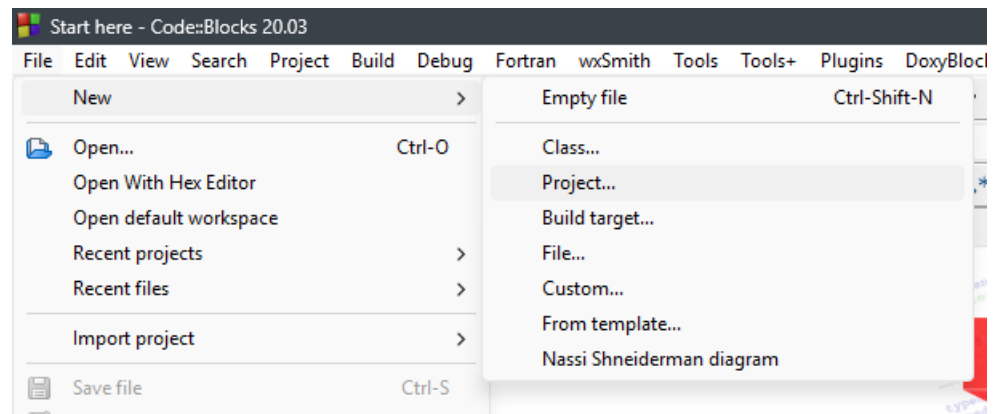 Start here - Code::Blocks 20.03
File Edit View Search Project Build Debug Fortran wxSmith Tools Tools+ Plugins DoxyBlocl
New > Empty file Ctrl-Shift-N
Open... Ctrl-O Class...
Open With Hex Editor Project...
Open default workspace Build target...
Recent projects > File...
Recent files > Custom...
From template...
Import project > Nassi Shneiderman diagram
Save file Ctrl-S